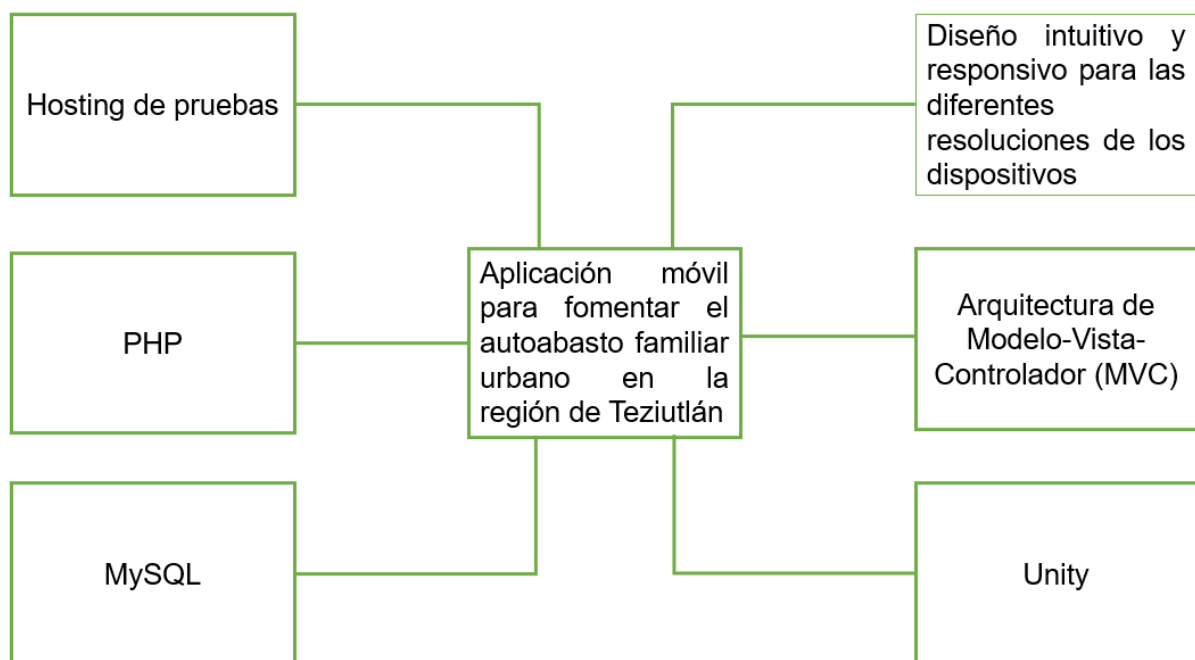 Hosting de pruebas
Diseño intuitivo y
responsivo para las
diferentes
resoluciones de los
dispositivos
Aplicación móvil
para fomentar el
autoabasto familiar
urbano en la
región de Teziutlán
PHP
Arquitectura de
Modelo-Vista-
Controlador (MVC)
MySQL
Unity